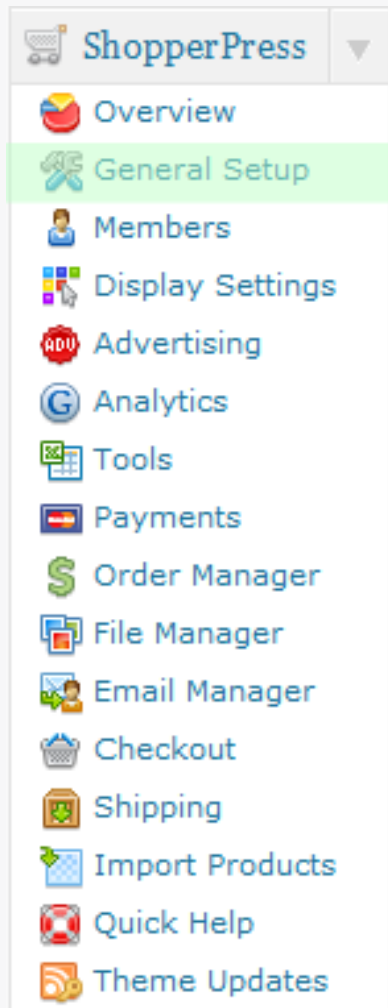 ShopperPress
Overview
General Setup
Members
Display Settings
ADV Advertising
G Analytics
Tools
Payments
$ Order Manager
File Manager
Email Manager
Checkout
Shipping
Import Products
Quick Help
Theme Updates